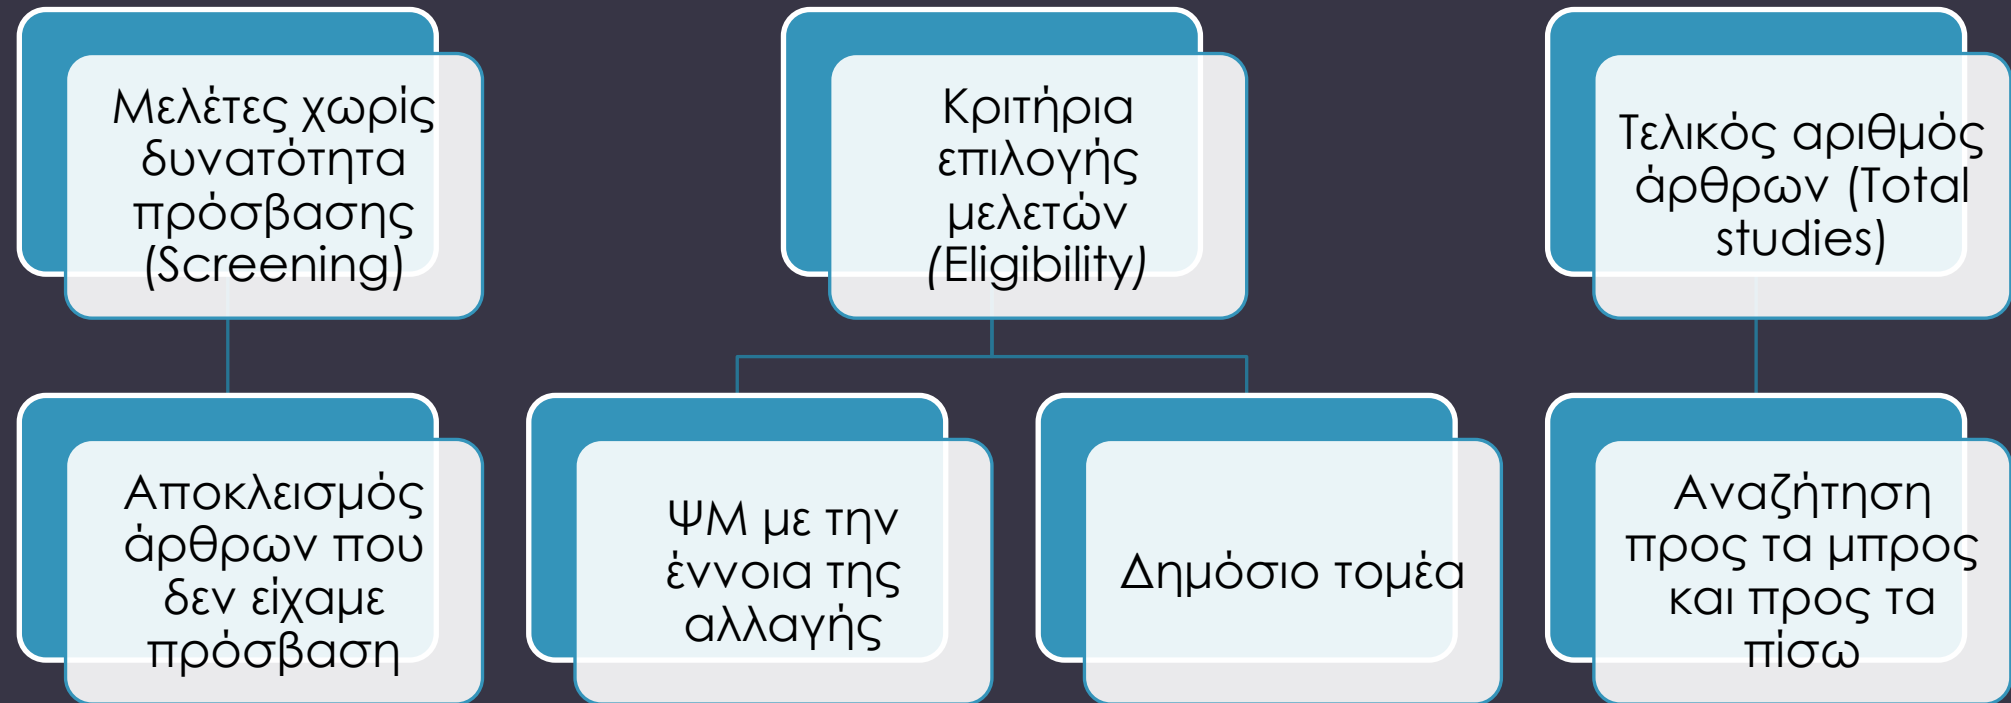 Μελέτες χωρίς
δυνατότητα
πρόσβασης
(Screening)
Κριτήρια
επιλογής
μελετών
(Eligibility)
Τελικός αριθμός
άρθρων (Total
studies)
Αποκλεισμός
άρθρων που
δεν είχαμε
πρόσβαση
ΨΜ με την
έννοια της
αλλαγής
Δημόσιο τομέα
Αναζήτηση
προς τα μπρος
και προς τα
πίσω